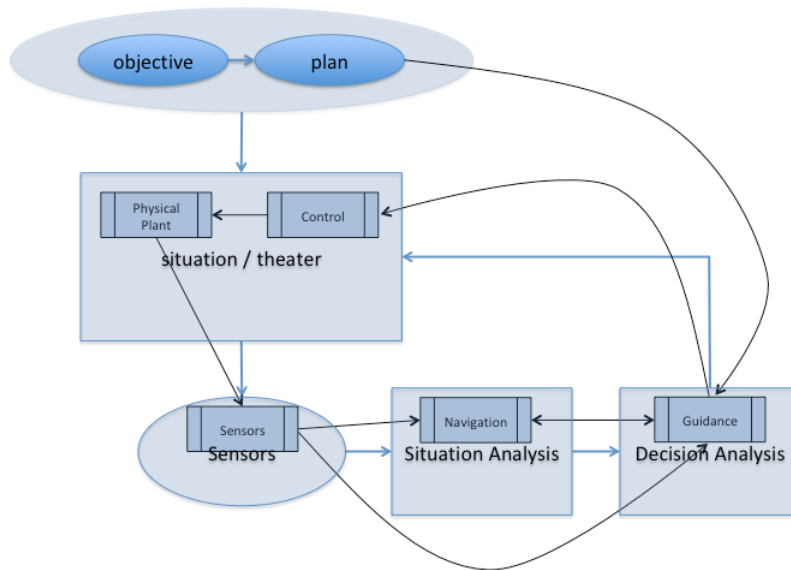 objective
plan
Physical
Plant
Control
situation / theater
Sensors
Sensors
Navigation
Situation Analysis
Guidance
Decision Analysis